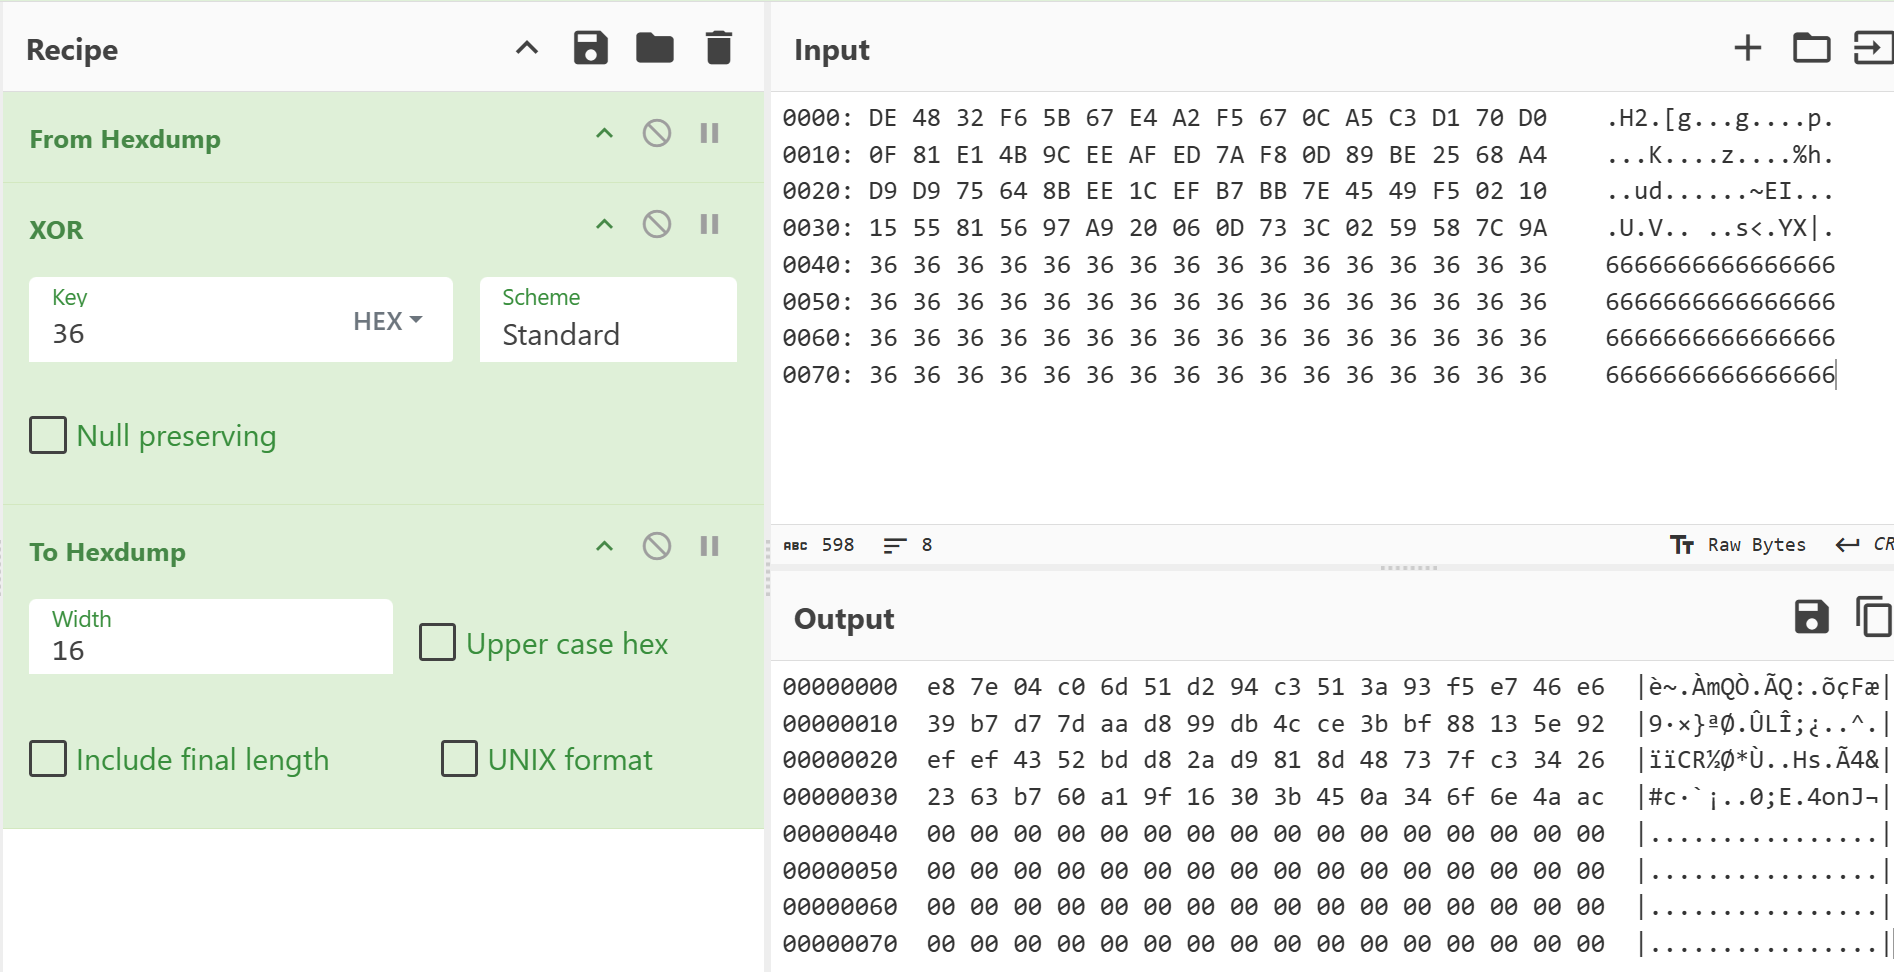 Recipe
From Hexdump
XOR
Key
36
HEX
Scheme
Standard
Null preserving
To Hexdump
Width
16
Upper case hex
Include final length
UNIX format
Input
0000: DE 48 32 F6 5B 67 E4 A2 F5 67 0C A5 C3 D1 70 D0 .H2.[g...g....p.
0010: 0F 81 E1 4B 9C EE AF ED 7A F8 0D 89 BE 25 68 A4 ...K....z....%h.
0020: D9 D9 75 64 8B EE 1C EF B7 BB 7E 45 49 F5 02 10 ..ud......~EI...
0030: 15 55 81 56 97 A9 20 06 0D 73 3C 02 59 58 7C 9A .U.V.. ..s<.YX|.
0040: 36 36 36 36 36 36 36 36 36 36 36 36 36 36 36 36 6666666666666666
0050: 36 36 36 36 36 36 36 36 36 36 36 36 36 36 36 36 6666666666666666
0060: 36 36 36 36 36 36 36 36 36 36 36 36 36 36 36 36 6666666666666666
0070: 36 36 36 36 36 36 36 36 36 36 36 36 36 36 36 36 6666666666666666
ABC 598 8
Tт Raw Bytes CR
Output
00000000 e8 7e 04 c0 6d 51 d2 94 c3 51 3a 93 f5 e7 46 e6 |è~.ÀmQÒ.ÃQ:.õçFæ|
00000010 39 b7 d7 7d aa d8 99 db 4c ce 3b bf 88 13 5e 92 |9·×}ªØ.ÛLÎ;¿..^.|
00000020 ef ef 43 52 bd d8 2a d9 81 8d 48 73 7f c3 34 26 |ïïCR½Ø*Ù..Hs.Ã4&|
00000030 23 63 b7 60 a1 9f 16 30 3b 45 0a 34 6f 6e 4a ac |#c·`¡..0;E.4onJ¬|
00000040 00 00 00 00 00 00 00 00 00 00 00 00 00 00 00 00 |................|
00000050 00 00 00 00 00 00 00 00 00 00 00 00 00 00 00 00 |................|
00000060 00 00 00 00 00 00 00 00 00 00 00 00 00 00 00 00 |................|
00000070 00 00 00 00 00 00 00 00 00 00 00 00 00 00 00 00 |................|